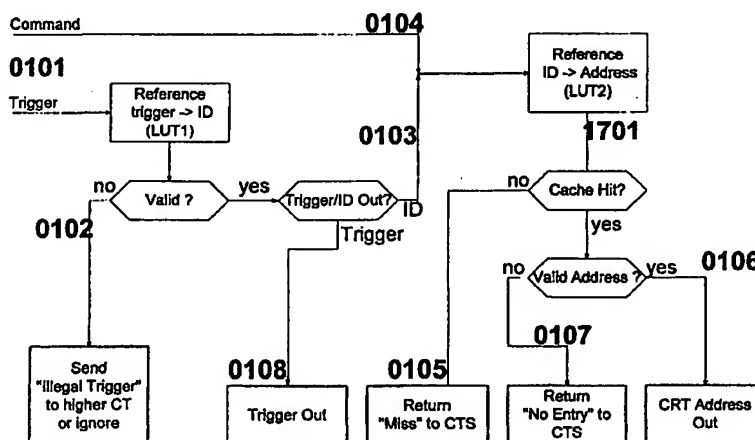 Command
0104
0101
Trigger
Reference
trigger -> ID
(LUT1)
Reference
ID -> Address
(LUT2)
0103
1701
no
Valid ?
yes
Trigger/ID Out?
ID
Trigger
no
Cache Hit?
yes
0102
no
Valid Address ?
yes
0106
0107
0108
0105
Send
"Illegal Trigger"
to higher CT
or ignore
Trigger Out
Return
"Miss" to CTS
Return
"No Entry" to
CTS
CRT Address
Out